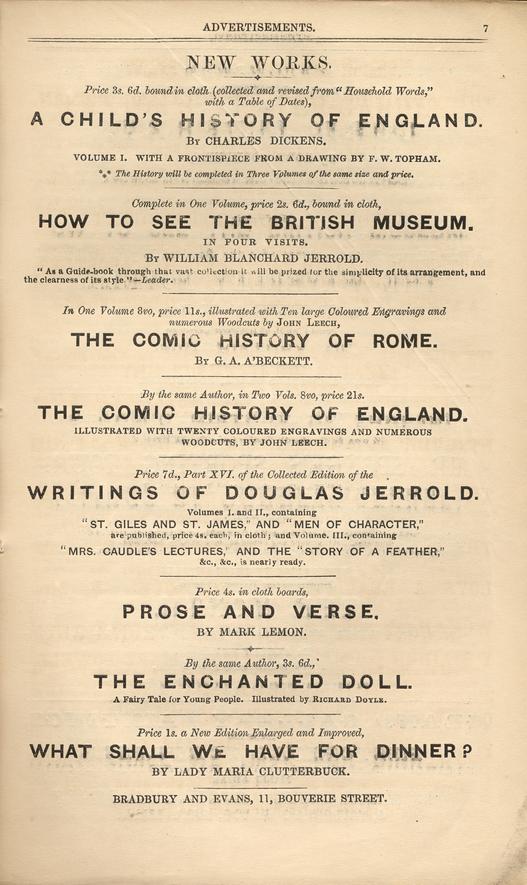 ADVERTISEMENTS. 7
NEW WORKS.
Price 3s. 6d. bound in cloth (collected and revised from "Household Words,"
with a Table of Dates),
A CHILD'S HISTORY OF ENGLAND.
By CHARLES DICKENS.
VOLUME I. WITH A FRONTISPIECE FROM A DRAWING BY F. W. TOPHAM.
*** The History will be completed in Three Volumes of the same size and price.
Complete in One Volume, price 2s. 6d., bound in cloth,
HOW TO SEE THE BRITISH MUSEUM.
IN FOUR VISITS.
By WILLIAM BLANCHARD JERROLD.
"As a Guide-book through that vast collection it will be prized for the simplicity of its arrangement, and
the clearness of its style."—Leader.
In One Volume 8vo, price 11s., illustrated with Ten large Coloured Engravings and
numerous Woodcuts by JOHN LEECH,
THE COMIC HISTORY OF ROME.
By G. A. A'BECKETT.
By the same Author, in Two Vols. 8vo, price 21s.
THE COMIC HISTORY OF ENGLAND.
ILLUSTRATED WITH TWENTY COLOURED ENGRAVINGS AND NUMEROUS
WOODCUTS, BY JOHN LEECH.
Price 7d., Part XVI. of the Collected Edition of the
WRITINGS OF DOUGLAS JERROLD.
Volumes I. and II., containing
"ST. GILES AND ST. JAMES," AND "MEN OF CHARACTER,"
are published, price 4s. each, in cloth; and Volume. III., containing
"MRS. CAUDLE'S LECTURES," AND THE "STORY OF A FEATHER,"
&c., &c., is nearly ready.
Price 4s. in cloth boards,
PROSE AND VERSE.
BY MARK LEMON.
By the same Author, 3s. 6d.,
THE ENCHANTED DOLL.
A Fairy Tale for Young People. Illustrated by RICHARD DOYLE.
Price 1s. a New Edition Enlarged and Improved,
WHAT SHALL WE HAVE FOR DINNER?
BY LADY MARIA CLUTTERBUCK.
BRADBURY AND EVANS, 11, BOUVERIE STREET.